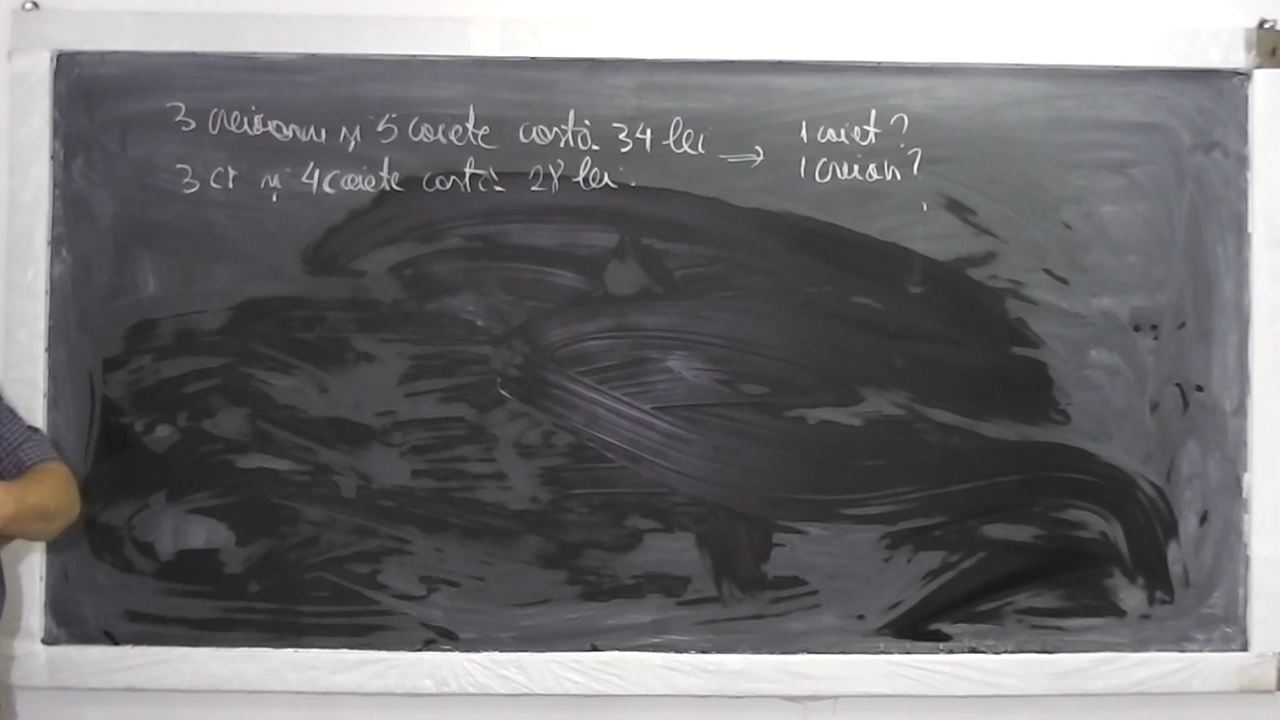 3 creioane și 5 caiete costă 34 lei => 1 caiet?
3 cr și 4 caiete costă 28 lei. 1 creion?